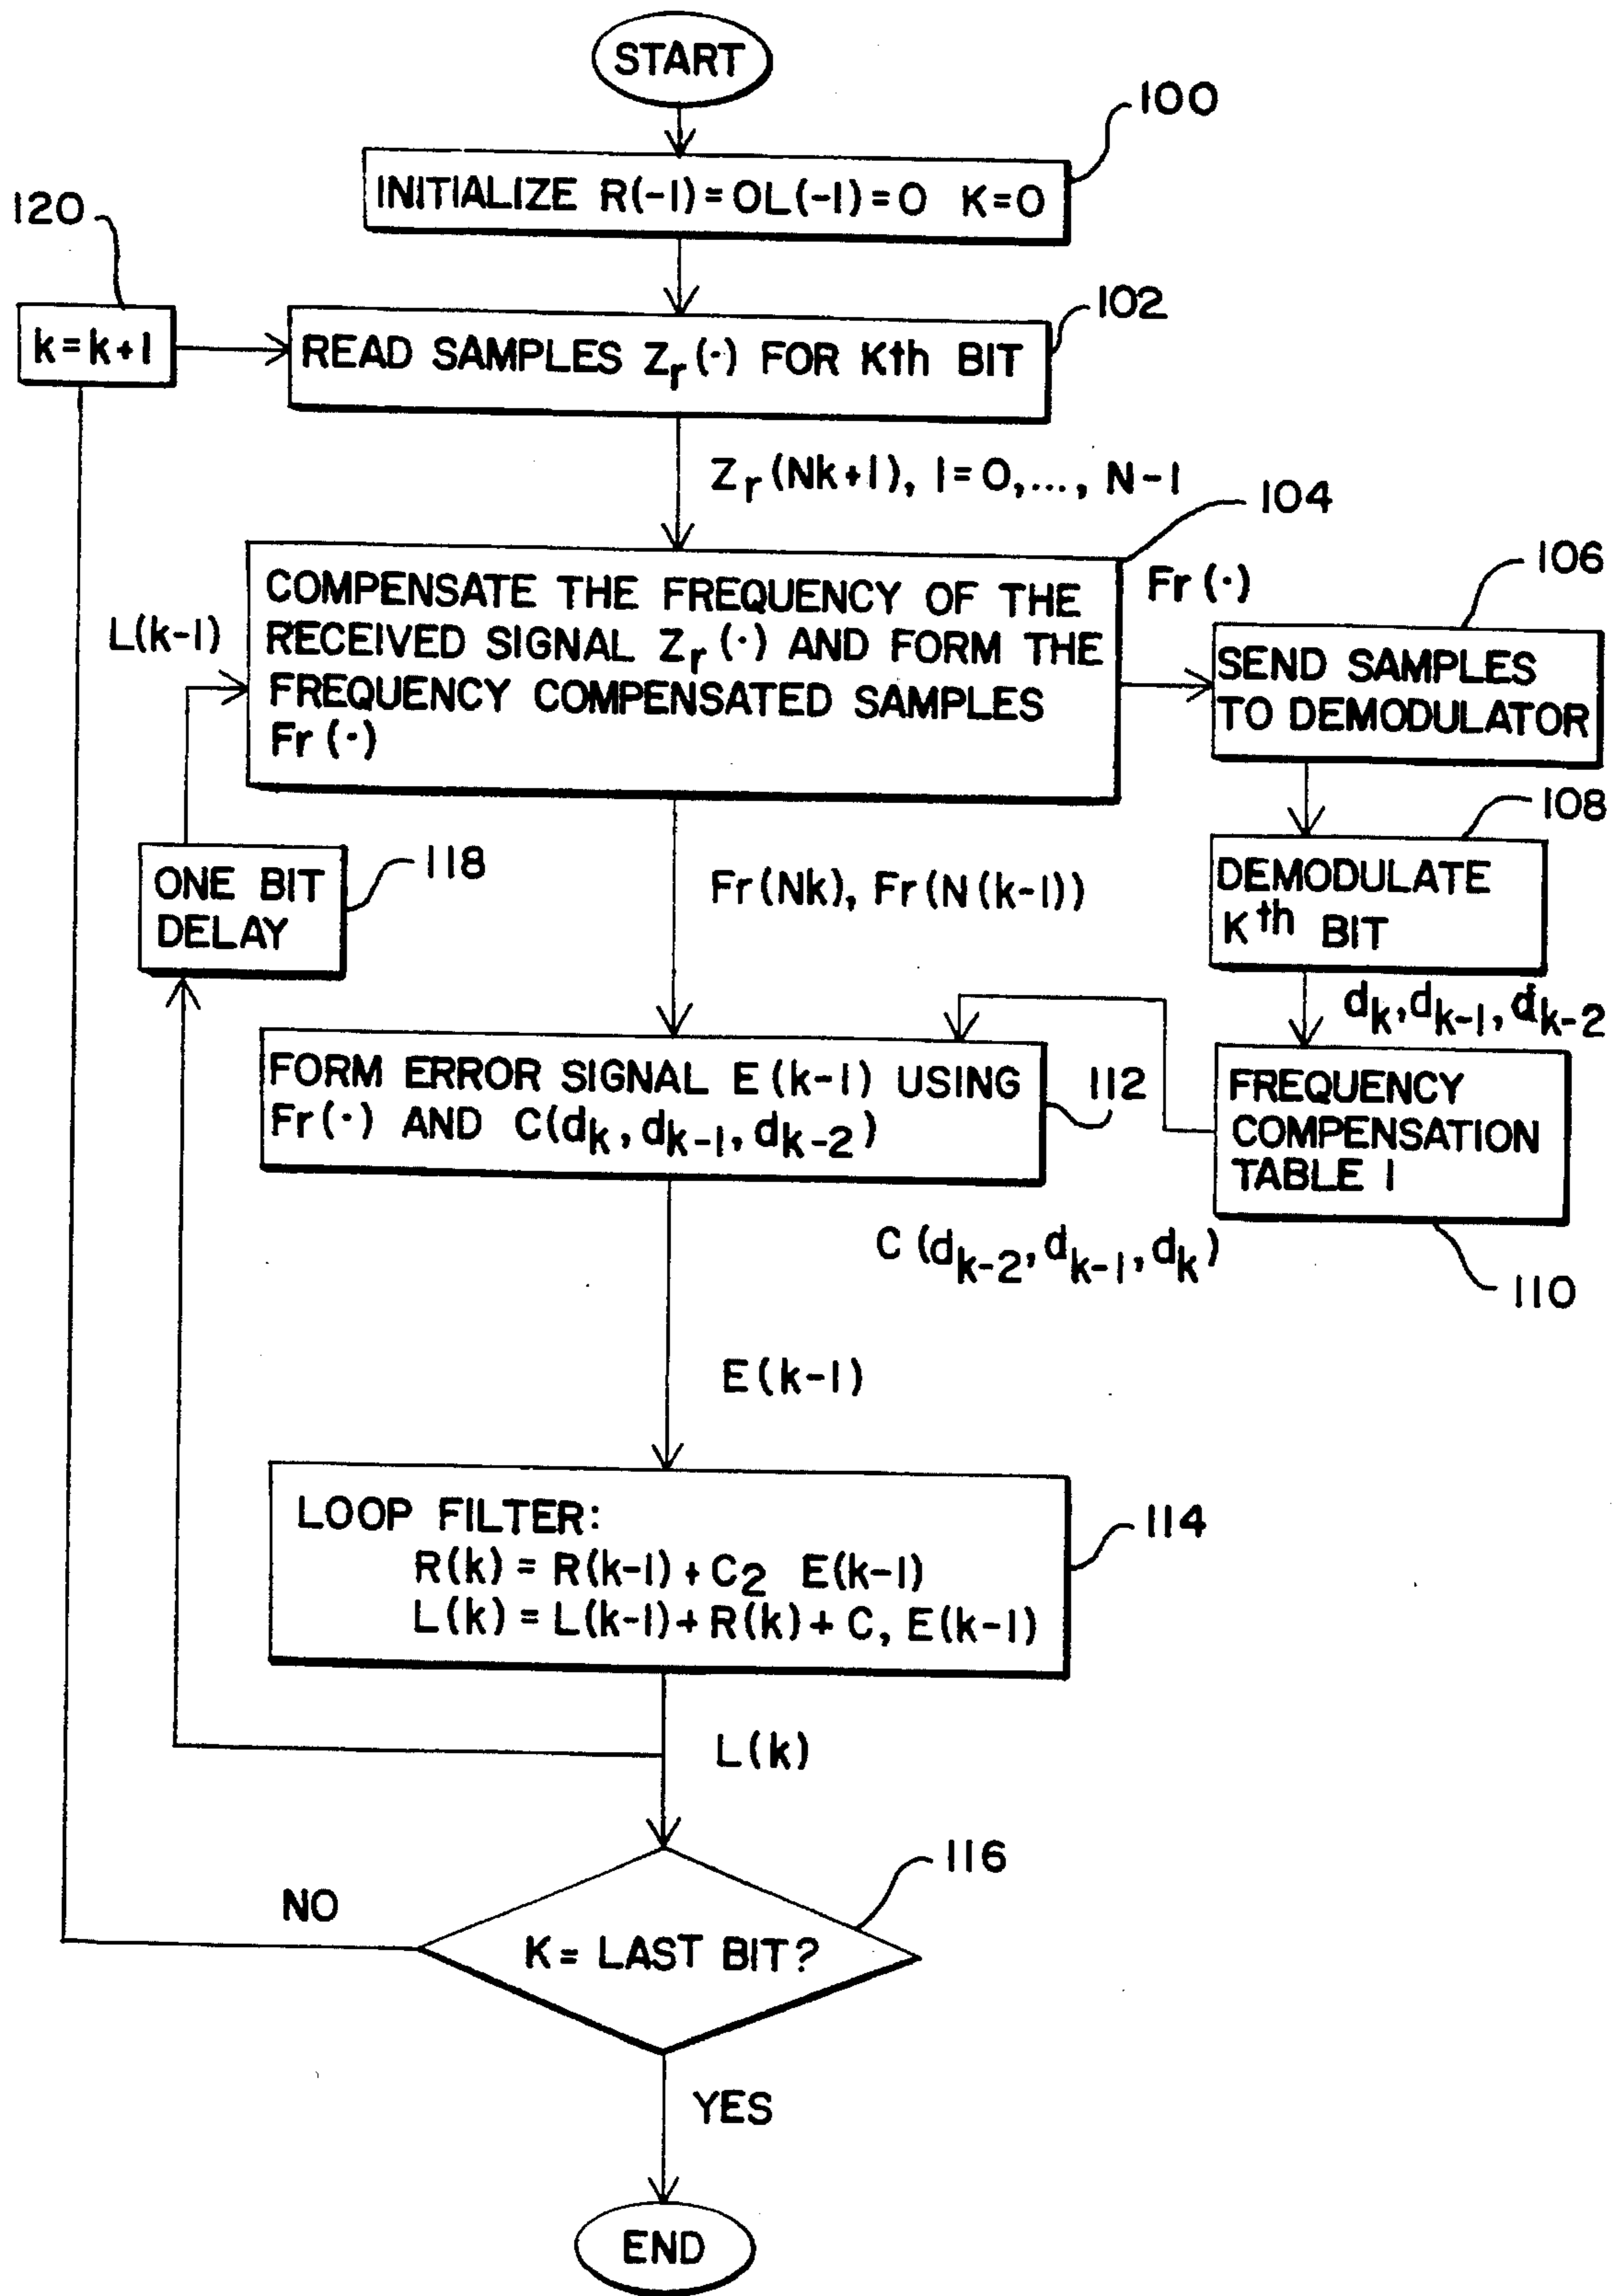 START
100
INITIALIZE R(-1)=OL(-1)=0 K=0
120
k=k+1
102
READ SAMPLES Zr(·) FOR Kth BIT
Zr(Nk+1), 1=0,..., N-1
104
COMPENSATE THE FREQUENCY OF THE
RECEIVED SIGNAL Zr(·) AND FORM THE
FREQUENCY COMPENSATED SAMPLES
Fr(·)
Fr(·)
106
SEND SAMPLES
TO DEMODULATOR
L(k-1)
108
DEMODULATE
Kth BIT
118
ONE BIT
DELAY
Fr(Nk), Fr(N(k-1))
dk,dk-1,dk-2
FORM ERROR SIGNAL E(k-1) USING
Fr(·) AND C(dk,dk-1,dk-2)
112
FREQUENCY
COMPENSATION
TABLE 1
110
C(dk-2,dk-1,dk)
E(k-1)
LOOP FILTER:
R(k) = R(k-1)+C2 E(k-1)
L(k) = L(k-1)+R(k)+C, E(k-1)
114
L(k)
116
NO
K= LAST BIT?
YES
END